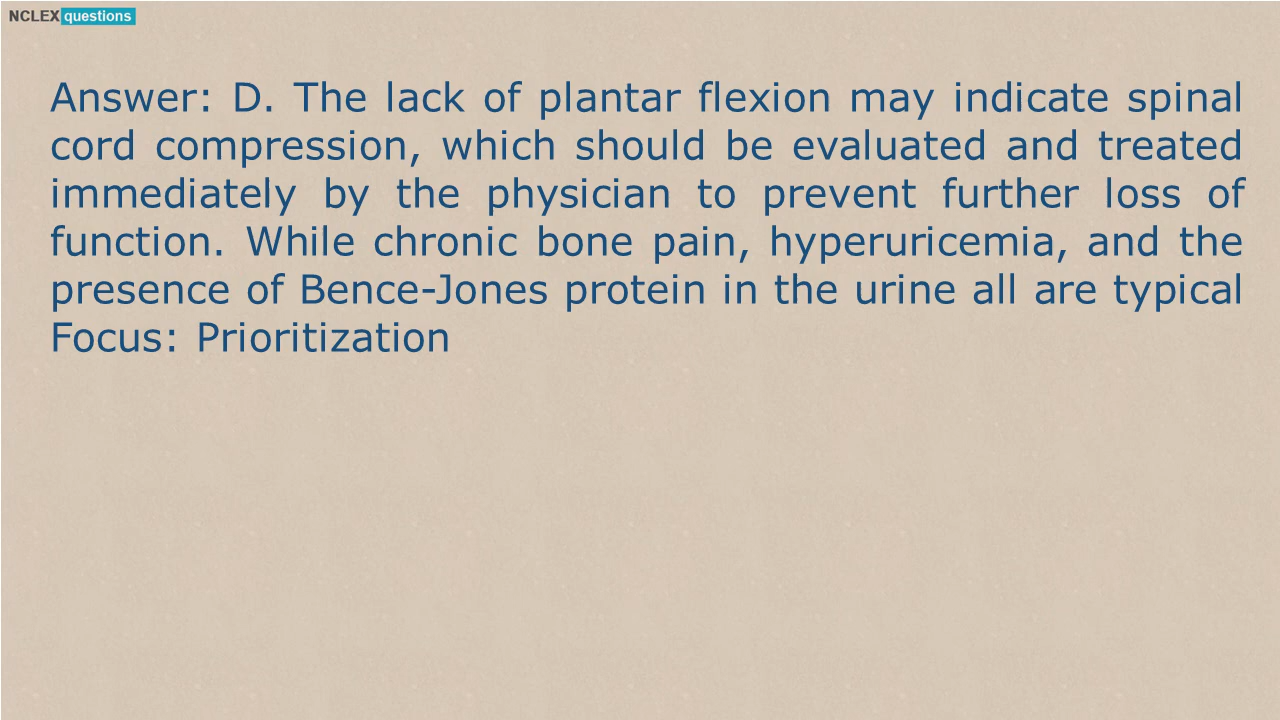 NCLEX questions
Answer: D. The lack of plantar flexion may indicate spinal
cord compression, which should be evaluated and treated
immediately by the physician to prevent further loss of
function. While chronic bone pain, hyperuricemia, and the
presence of Bence-Jones protein in the urine all are typical
Focus: Prioritization